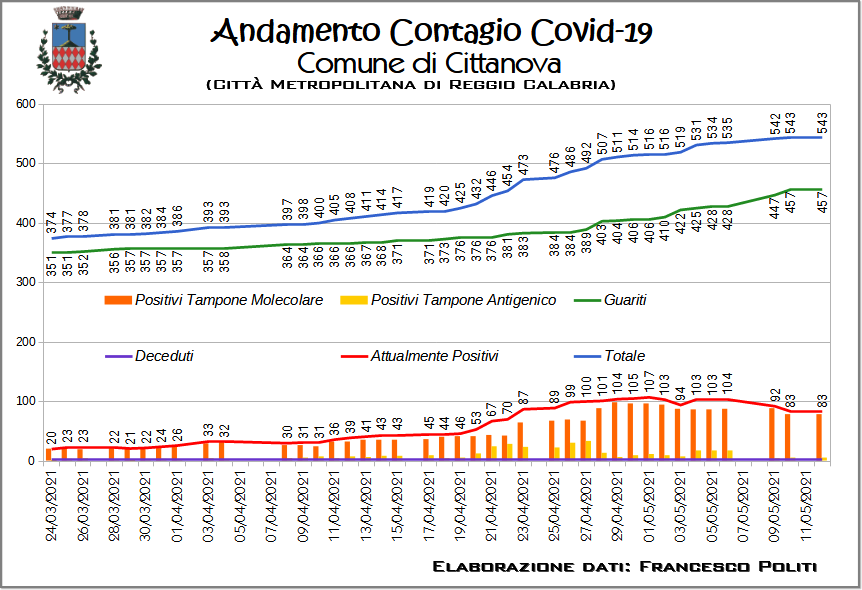 Andamento Contagio Covid-19
Comune di Cittanova
(Città Metropolitana di Reggio Calabria)
600
374 377 378 381 381 382 384 386 393 393 397 398 400 405 408 411 414 417 419 420 425 432 446 454 473 476 486 492 507 511 514 516 516 519 531 534 535 542 543 543
500
400
351 351 352 356 357 357 357 357 357 358 364 364 366 366 366 367 368 371 371 373 376 376 376 381 383 384 384 389 403 404 406 406 410 422 425 428 428 447 457 457
300
Positivi Tampone Molecolare Positivi Tampone Antigenico Guariti
Deceduti Attualmente Positivi Totale
200
100
20 23 23 22 21 22 24 26 33 32 30 31 31 36 39 41 43 43 45 44 46 53 67 70 87 89 99 100 101 104 105 107 103 94 103 103 104 92 83 83
0
24/03/2021 26/03/2021 28/03/2021 30/03/2021 01/04/2021 03/04/2021 05/04/2021 07/04/2021 09/04/2021 11/04/2021 13/04/2021 15/04/2021 17/04/2021 19/04/2021 21/04/2021 23/04/2021 25/04/2021 27/04/2021 29/04/2021 01/05/2021 03/05/2021 05/05/2021 07/05/2021 09/05/2021 11/05/2021
Elaborazione dati: Francesco Politi